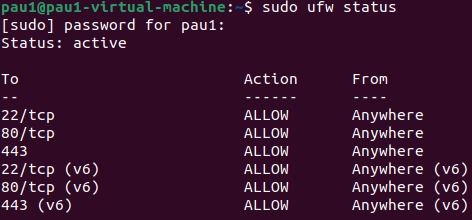 pau1@pau1-virtual-machine:~$ sudo ufw status
[sudo] password for pau1:
Status: active
To Action From
-- ------ ----
22/tcp ALLOW Anywhere
80/tcp ALLOW Anywhere
443 ALLOW Anywhere
22/tcp (v6) ALLOW Anywhere (v6)
80/tcp (v6) ALLOW Anywhere (v6)
443 (v6) ALLOW Anywhere (v6)